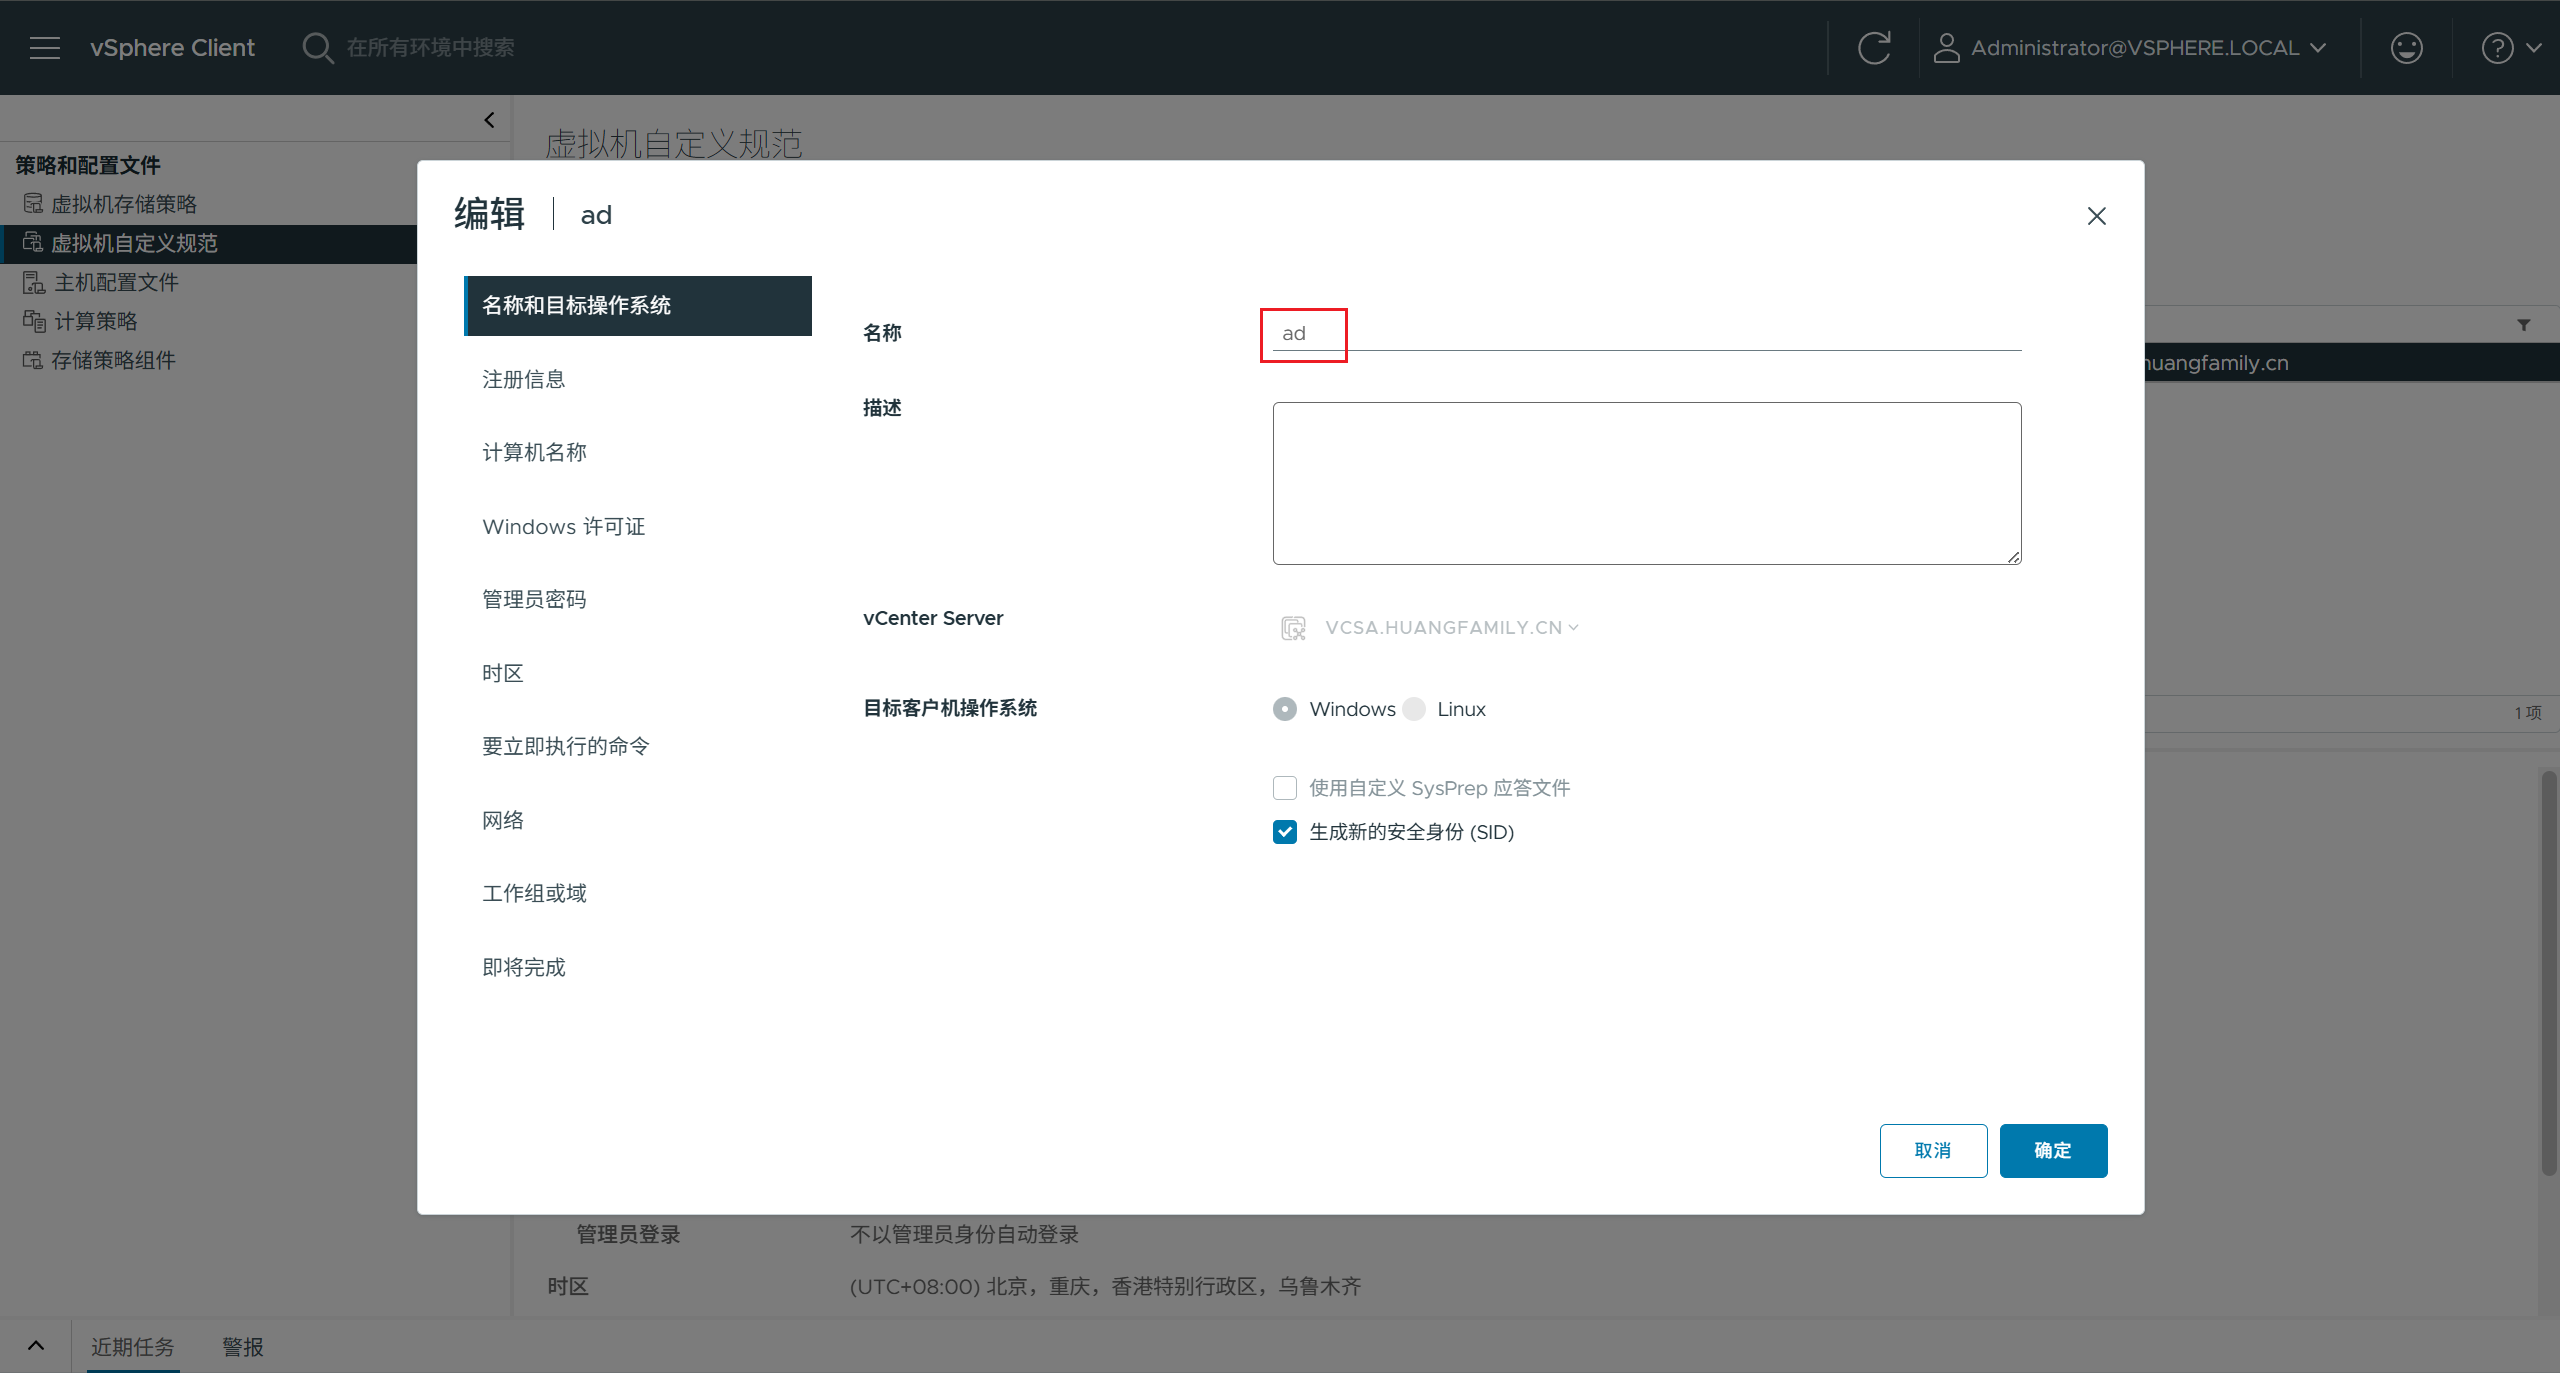 vSphere Client
在所有环境中搜索
Administrator@VSPHERE.LOCAL
策略和配置文件
虚拟机存储策略
虚拟机自定义规范
主机配置文件
计算策略
存储策略组件
虚拟机自定义规范
编辑
ad
名称和目标操作系统
注册信息
计算机名称
Windows 许可证
管理员密码
时区
要立即执行的命令
网络
工作组或域
即将完成
名称
ad
描述
vCenter Server
VCSA.HUANGFAMILY.CN
目标客户机操作系统
Windows
Linux
使用自定义 SysPrep 应答文件
生成新的安全身份 (SID)
取消
确定
huangfamily.cn
1 项
管理员登录
不以管理员身份自动登录
时区
(UTC+08:00) 北京，重庆，香港特别行政区，乌鲁木齐
近期任务
警报